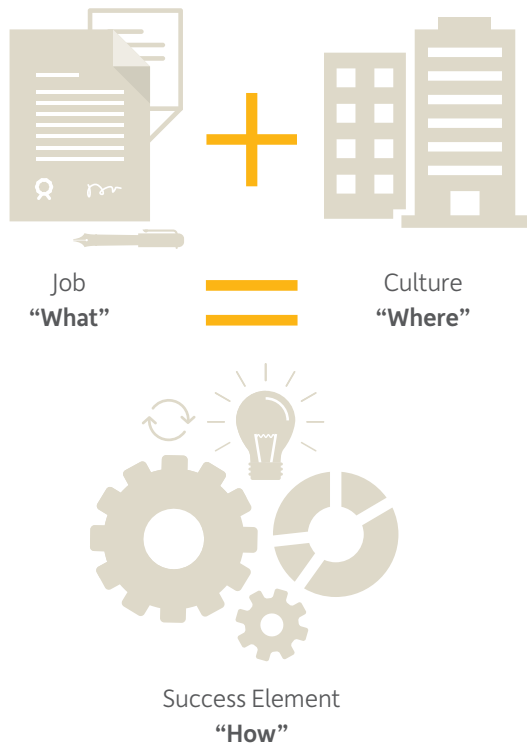 Job
“What”
Culture
“Where”
Success Element
“How”